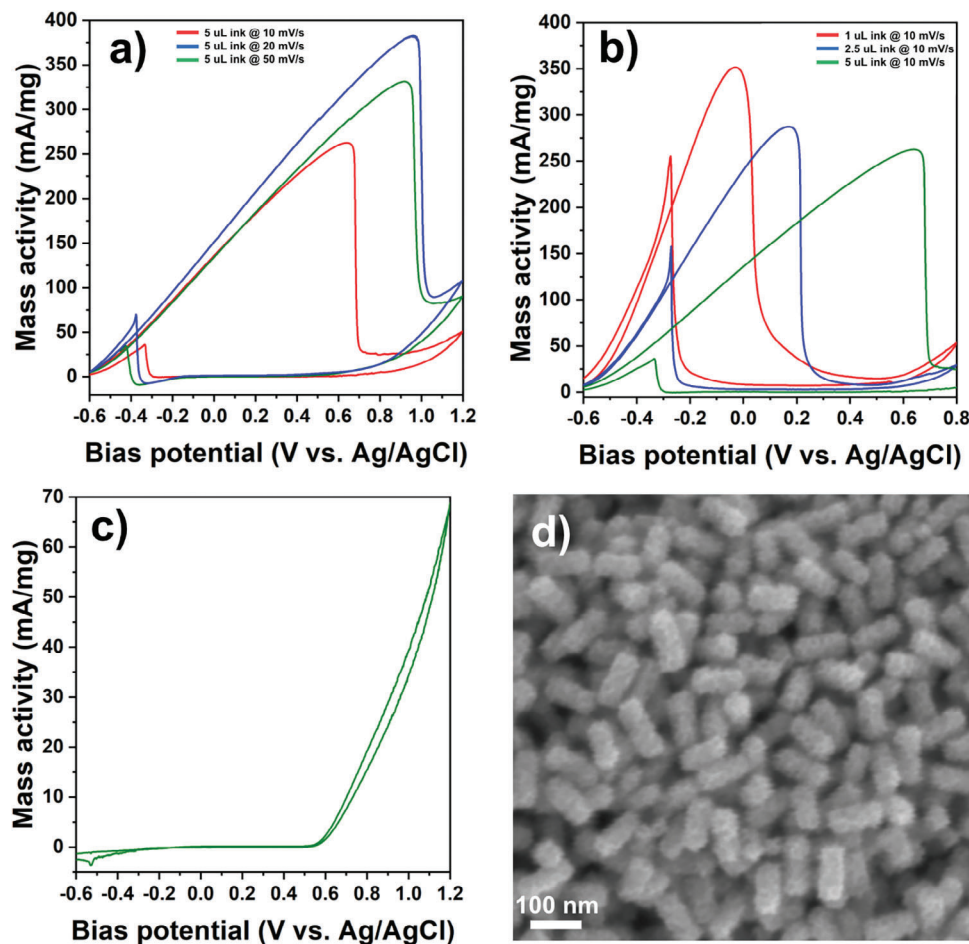 a)
5 uL ink @ 10 mV/s
5 uL ink @ 20 mV/s
5 uL ink @ 50 mV/s
400
350
300
250
200
150
100
50
0
Mass activity (mA/mg)
-0.6 -0.4 -0.2 0.0 0.2 0.4 0.6 0.8 1.0 1.2
Bias potential (V vs. Ag/AgCl)
b)
1 uL ink @ 10 mV/s
2.5 uL ink @ 10 mV/s
5 uL ink @ 10 mV/s
400
350
300
250
200
150
100
50
0
Mass activity (mA/mg)
-0.6 -0.4 -0.2 0.0 0.2 0.4 0.6 0.8
Bias potential (V vs. Ag/AgCl)
c)
70
60
50
40
30
20
10
0
Mass activity (mA/mg)
-0.6 -0.4 -0.2 0.0 0.2 0.4 0.6 0.8 1.0 1.2
Bias potential (V vs. Ag/AgCl)
d)
100 nm